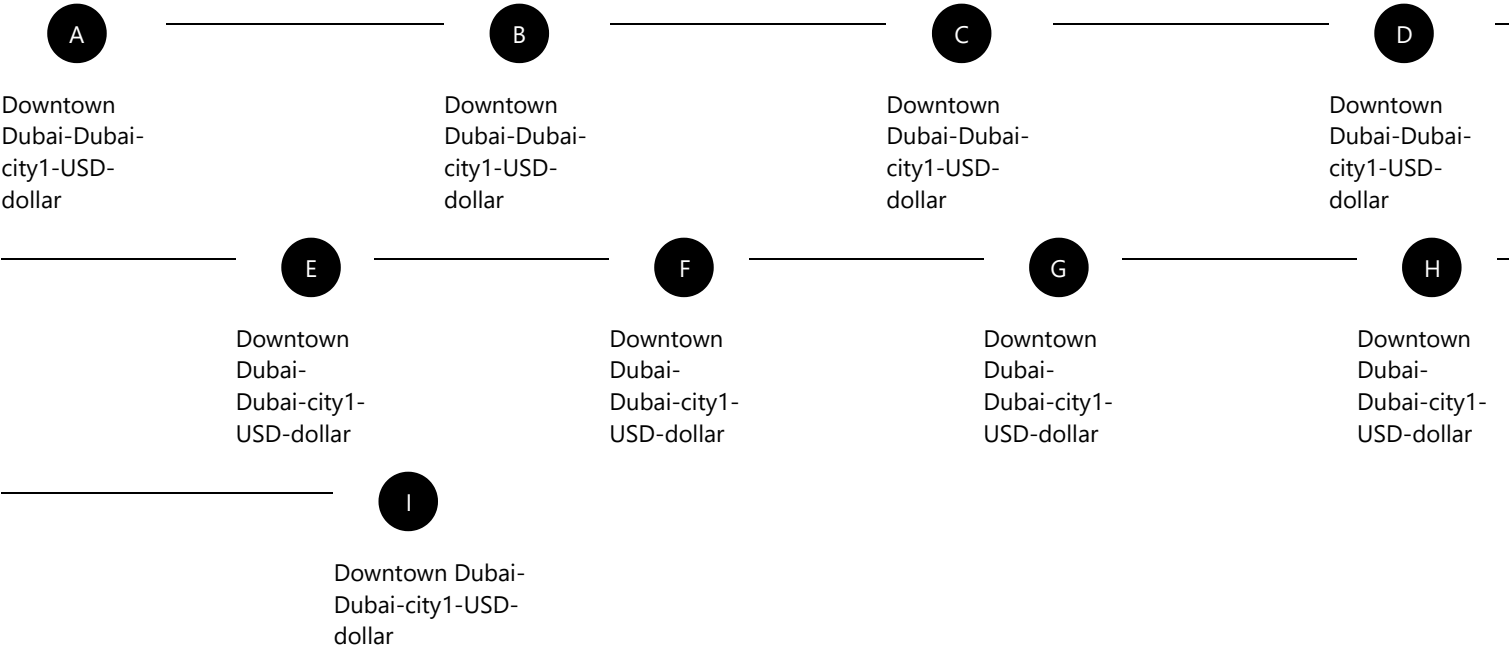 A B C D
Downtown Downtown Downtown Downtown
Dubai-Dubai- Dubai-Dubai- Dubai-Dubai- Dubai-Dubai-
city1-USD- city1-USD- city1-USD- city1-USD-
dollar dollar dollar dollar
E F G H
Downtown Downtown Downtown Downtown
Dubai- Dubai- Dubai- Dubai-
Dubai-city1- Dubai-city1- Dubai-city1- Dubai-city1-
USD-dollar USD-dollar USD-dollar USD-dollar
I
Downtown Dubai-
Dubai-city1-USD-
dollar